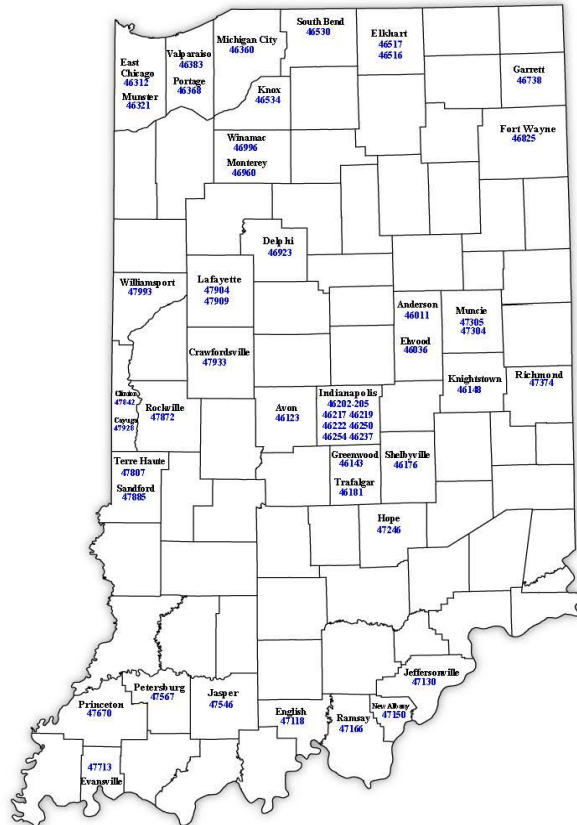 South Bend
46530
Michigan City
46360
Elkhart
46517
46516
Valparaiso
46383
Portage
46368
East
Chicago
46312
Munster
46321
Knox
46534
Garrett
46738
Fort Wayne
46825
Winamac
46996
Monterey
46960
Delphi
46923
Williamsport
47993
Lafayette
47904
47909
Anderson
46011
Elwood
46036
Muncie
47305
47304
Crawfordsville
47933
Knightstown
46148
Richmond
47374
Clinton
47842
Cayuga
47928
Rockville
47872
Avon
46123
Indianapolis
46202-205
46217 46219
46222 46250
46254 46237
Greenwood
46143
Trafalgar
46181
Shelbyville
46176
Terre Haute
47807
Sandford
47885
Hope
47246
Jeffersonville
47130
Petersburg
47567
Jasper
47546
Princeton
47670
English
47118
Ramsay
47166
New Albany
47150
47713
Evansville